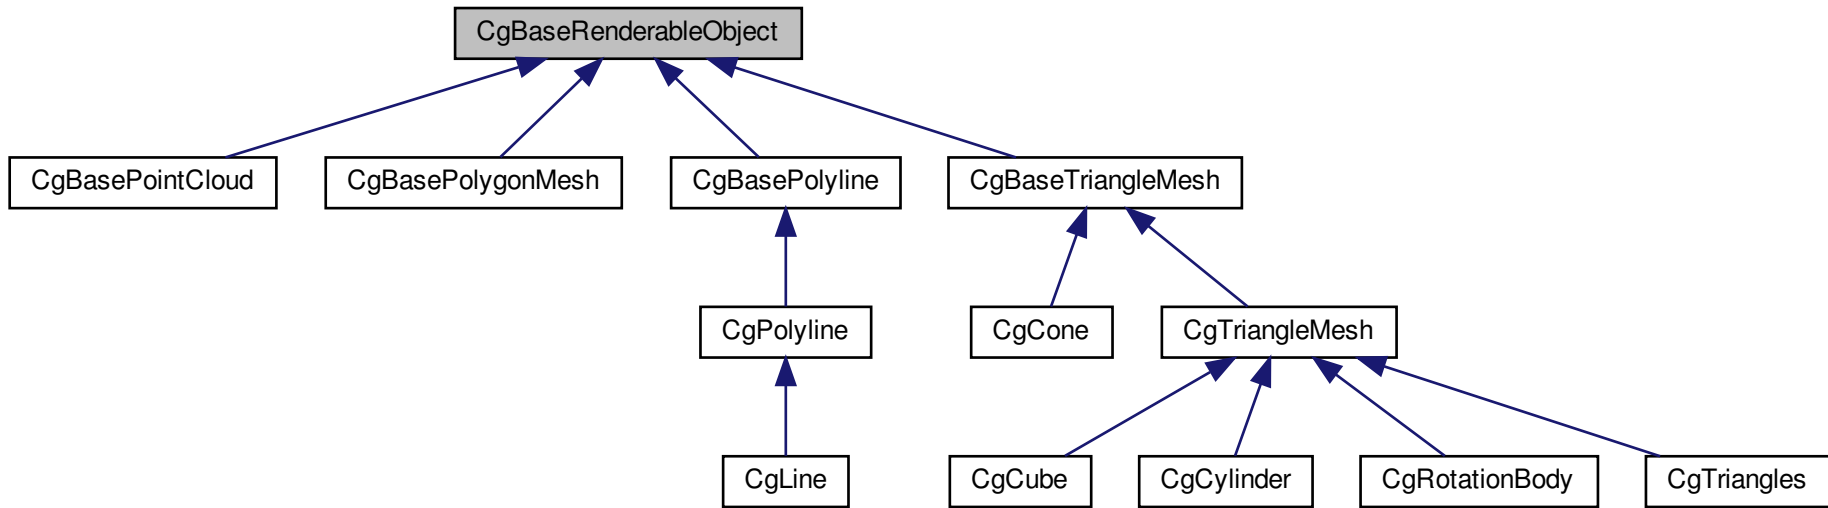 CgBaseRenderableObject
CgBasePointCloud
CgBasePolygonMesh
CgBasePolyline
CgBaseTriangleMesh
CgPolyline
CgCone
CgTriangleMesh
CgLine
CgCube
CgCylinder
CgRotationBody
CgTriangles